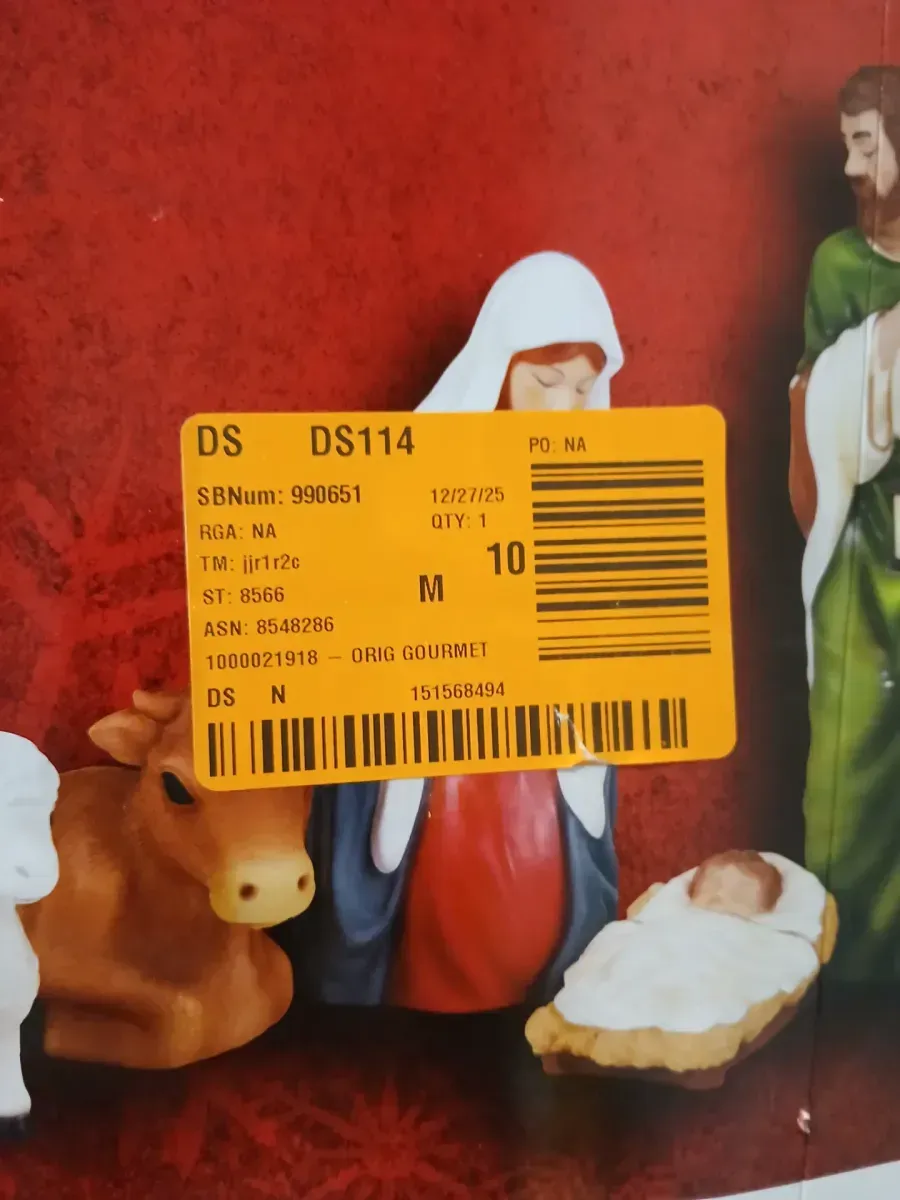 DS DS114 PO: NA
SBNum: 990651 12/27/25
RGA: NA QTY: 1
TM: jjr1r2c 10
ST: 8566 M
ASN: 8548286
1000021918 – ORIG GOURMET
DS N 151568494